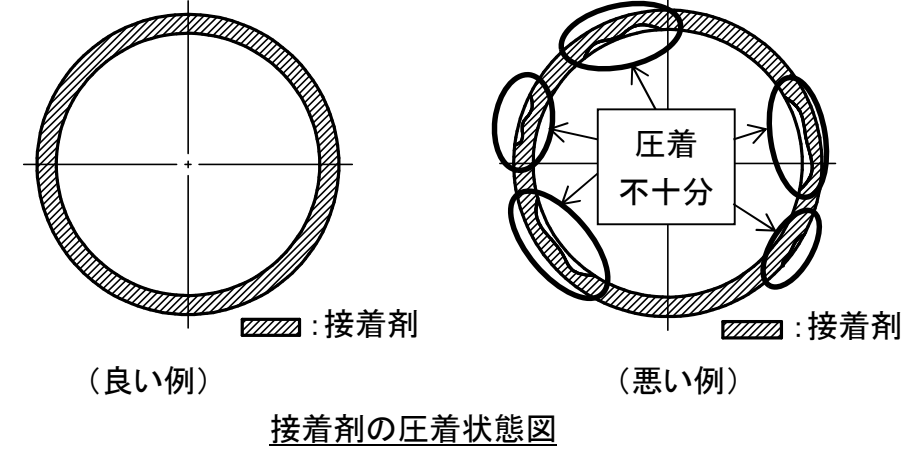 圧着
不十分
：接着剤
：接着剤
（良い例）
（悪い例）
接着剤の圧着状態図